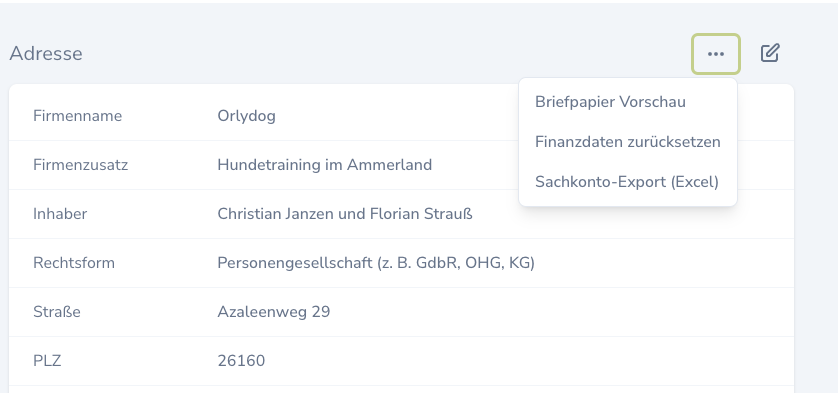 Adresse
Briefpapier Vorschau
Finanzdaten zurücksetzen
Sachkonto-Export (Excel)
Firmenname Orlydog
Firmenzusatz Hundetraining im Ammerland
Inhaber Christian Janzen und Florian Strauß
Rechtsform Personengesellschaft (z. B. GdbR, OHG, KG)
Straße Azaleenweg 29
PLZ 26160